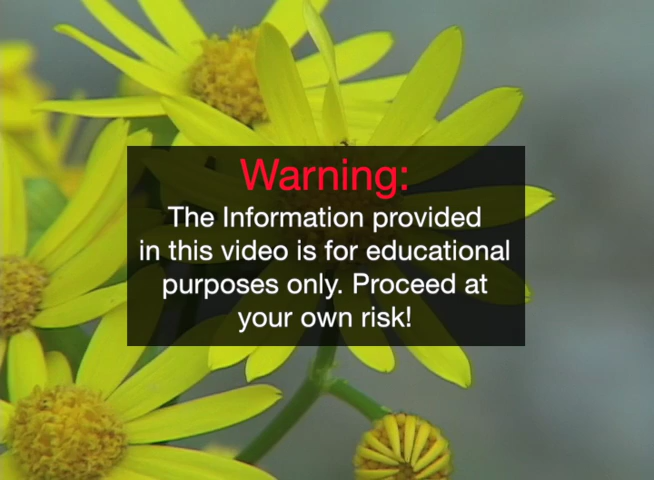 Warning:
The Information provided
in this video is for educational
purposes only. Proceed at
your own risk!